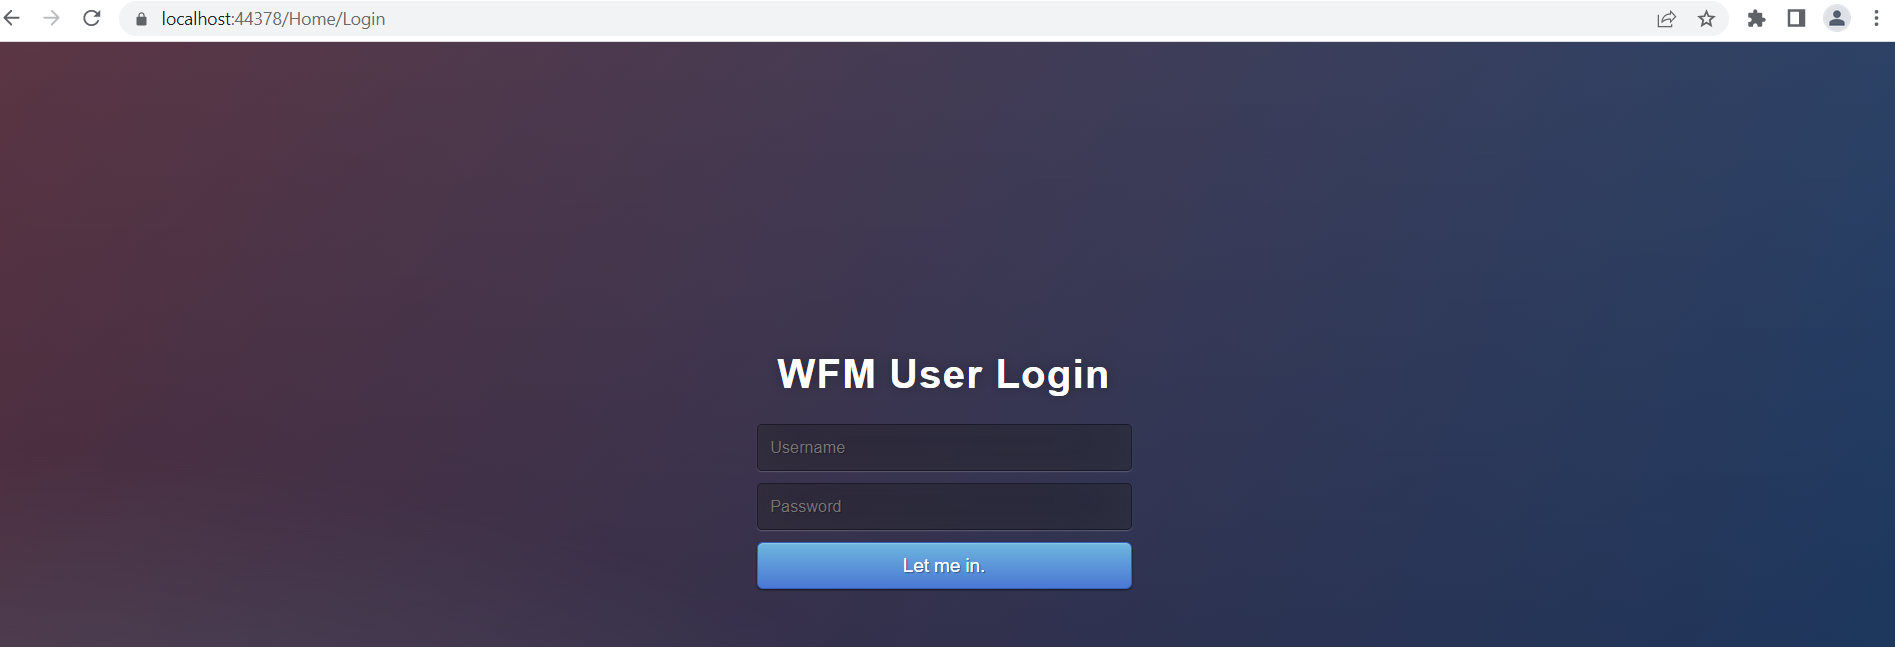 localhost:44378/Home/Login
WFM User Login
Username
Password
Let me in.